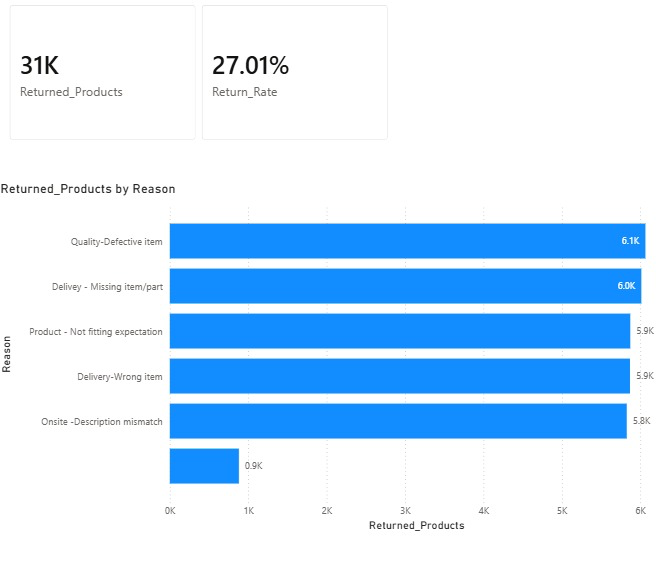 31K
Returned_Products
27.01%
Return_Rate
Returned_Products by Reason
Quality-Defective item
6.1K
Delivey - Missing item/part
6.0K
Product - Not fitting expectation
5.9K
Delivery-Wrong item
5.9K
Onsite -Description mismatch
5.8K
0.9K
Reason
0K 1K 2K 3K 4K 5K 6K
Returned_Products